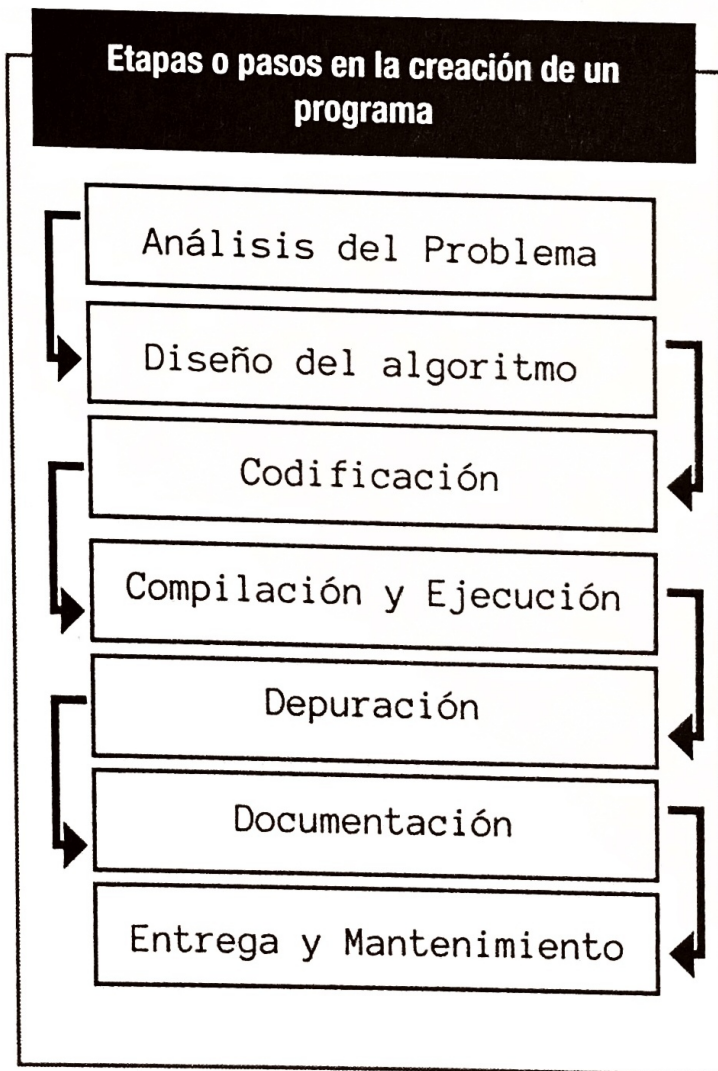 Etapas o pasos en la creación de un
programa
Análisis del Problema
Diseño del algoritmo
Codificación
Compilación y Ejecución
Depuración
Documentación
Entrega y Mantenimiento